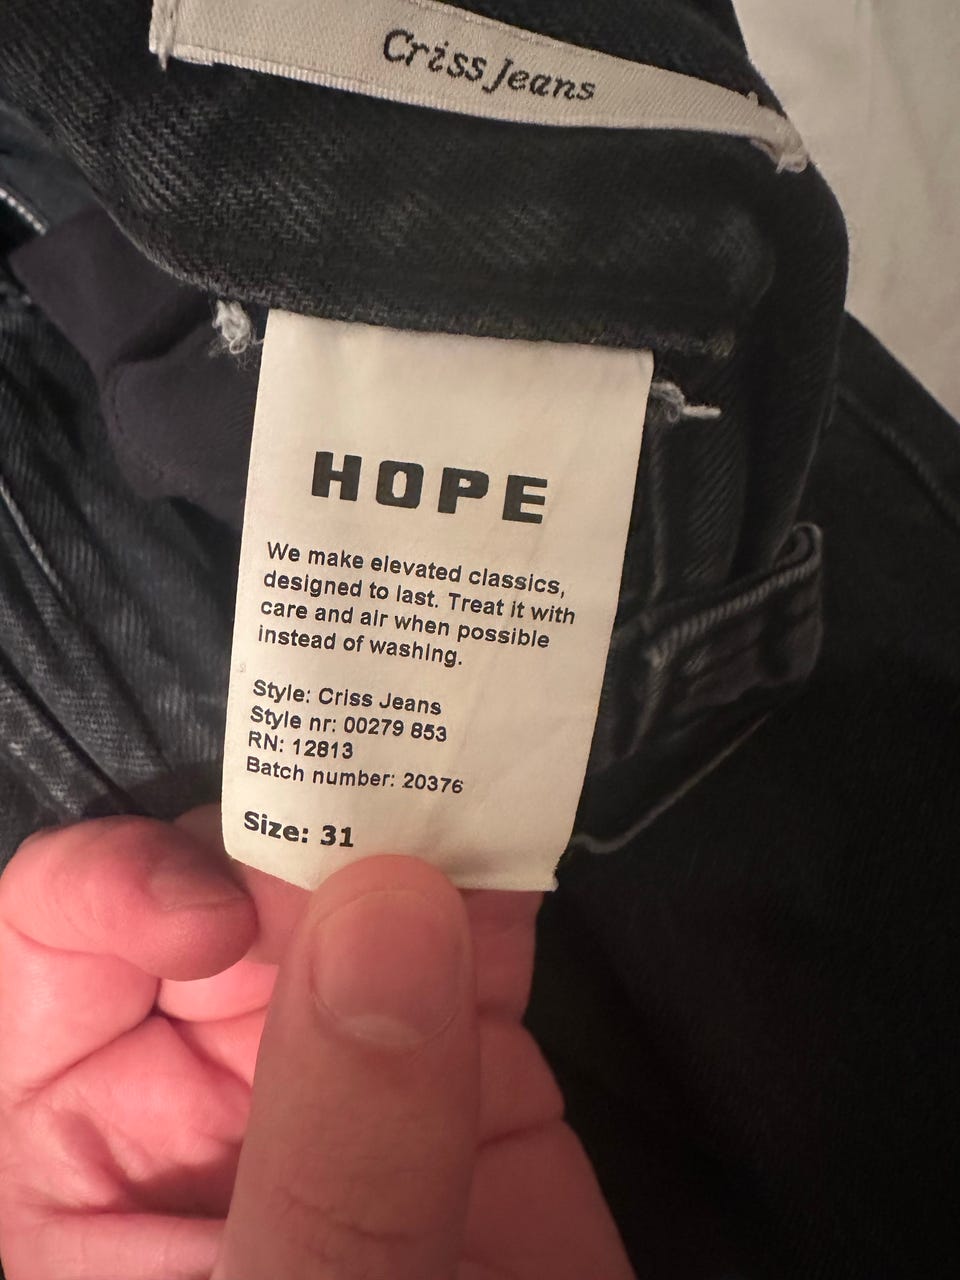 Criss Jeans
HOPE
We make elevated classics,
designed to last. Treat it with
care and air when possible
instead of washing.
Style: Criss Jeans
Style nr: 00279 853
RN: 12813
Batch number: 20376
Size: 31